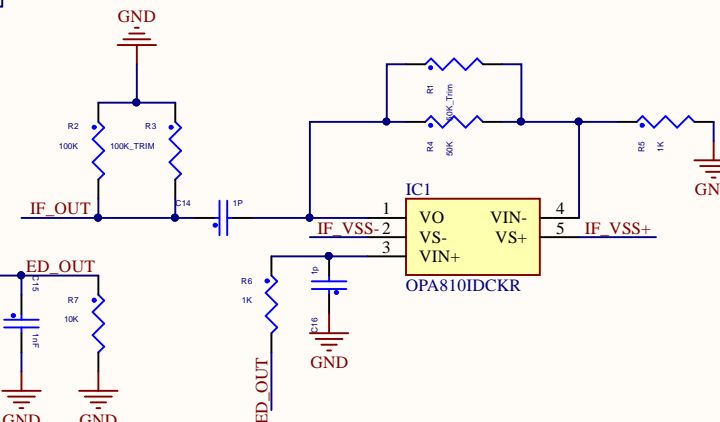 GND
R1
50K_Trim
R2
100K
R3
100K_TRIM
R4
50K
R5
1K
GN
C14
1P
IC1
IF_OUT
1
VO
VIN-
4
IF_VSS-
2
VS-
VS+
5
IF_VSS+
3
VIN+
OPA810IDCKR
ED_OUT
C15
1nF
R7
10K
R6
1K
1p
C16
GND
ED_OUT
GND
GND